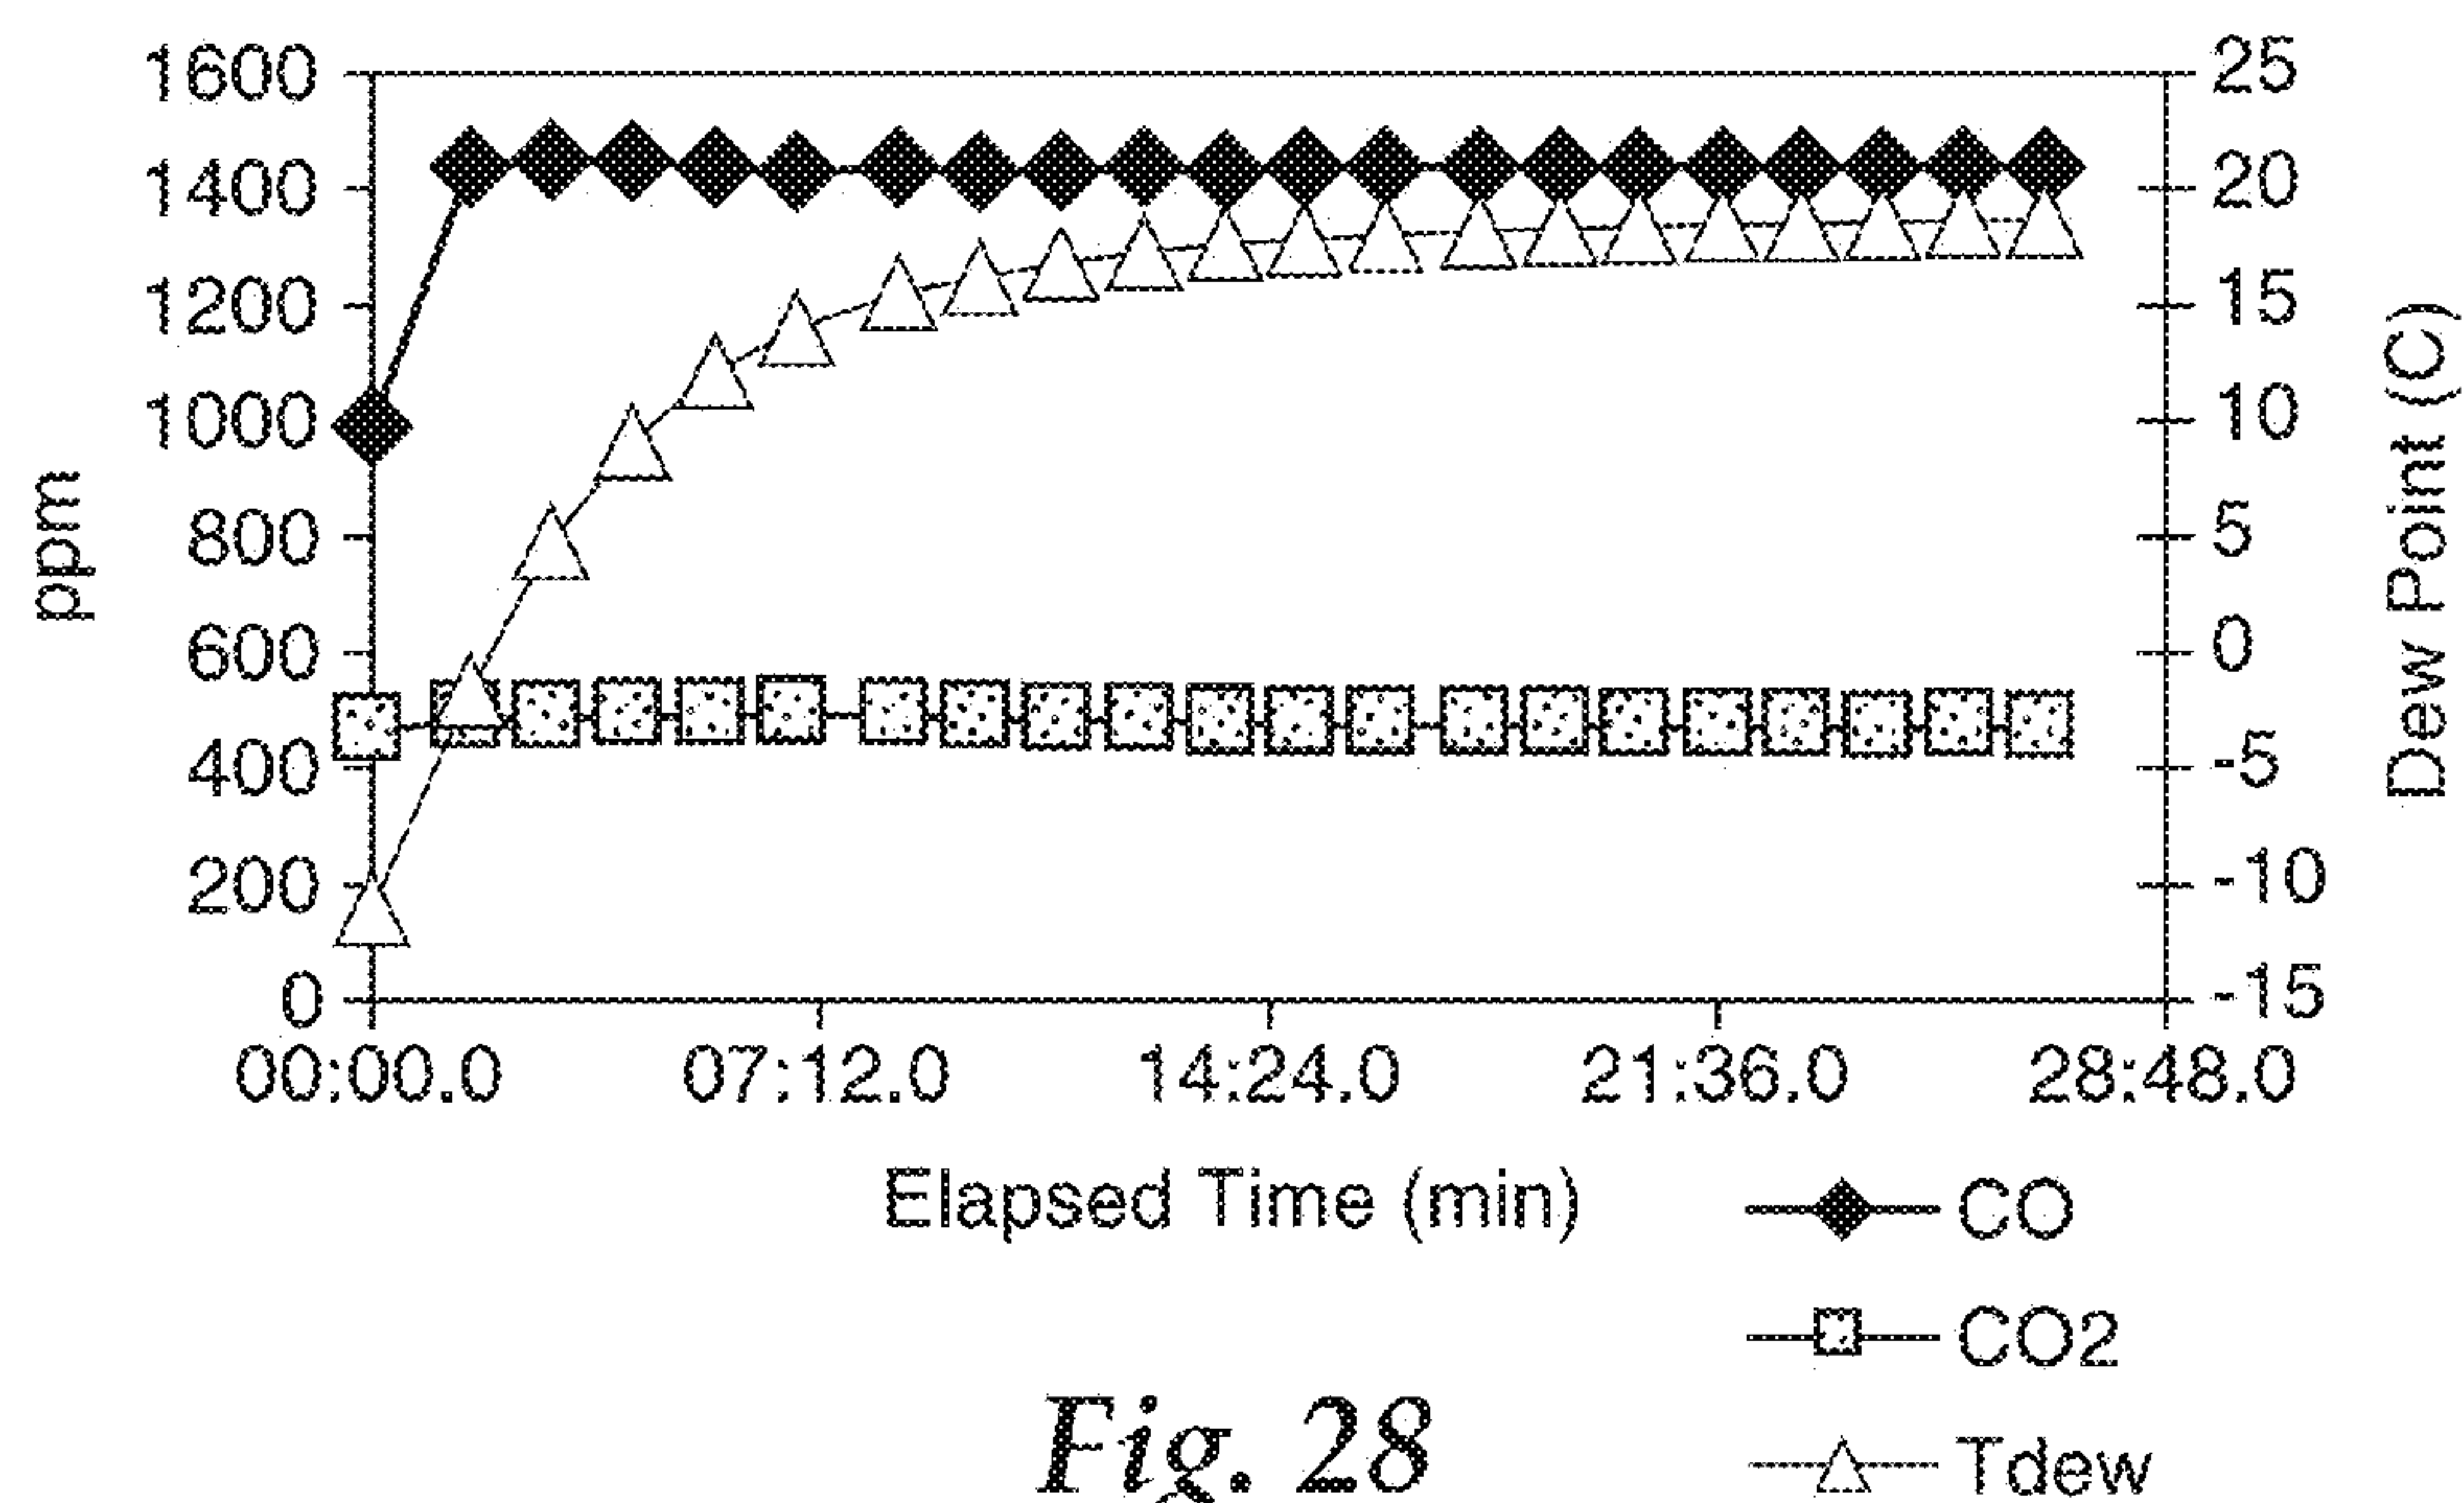 1600
1400
1200
1000
800
600
400
200
0
ppm
25
20
15
10
5
0
-5
-10
-15
Dew Point (C)
00:00.0 07:12.0 14:24.0 21:36.0 28:48.0
Elapsed Time (min)
CO
CO2
Tdew
Fig. 28